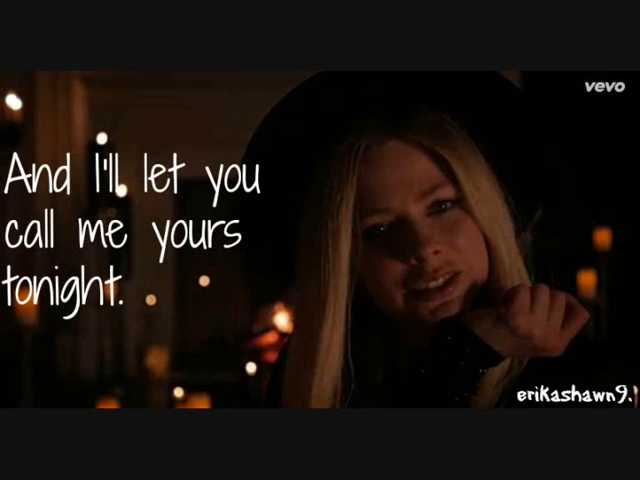 vevo
And I'll let you
call me yours
tonight.
erikashawn9.